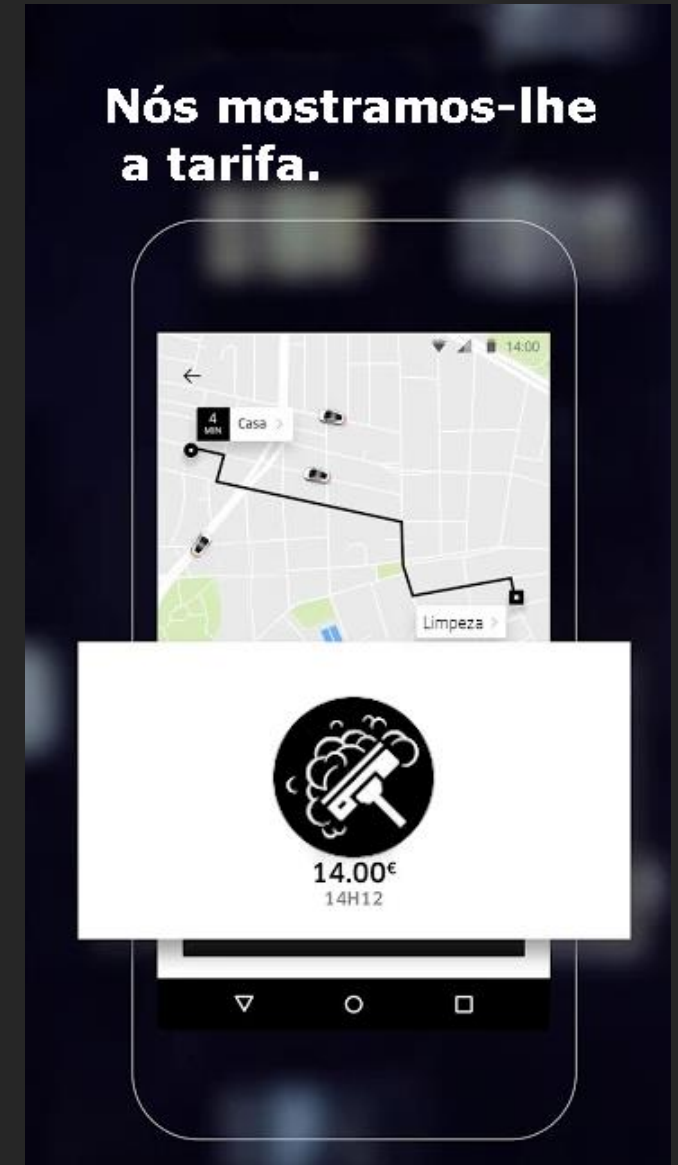 Nós mostramos-lhe
a tarifa.
14:00
4
MIN
Casa
Limpeza
14.00€
14H12